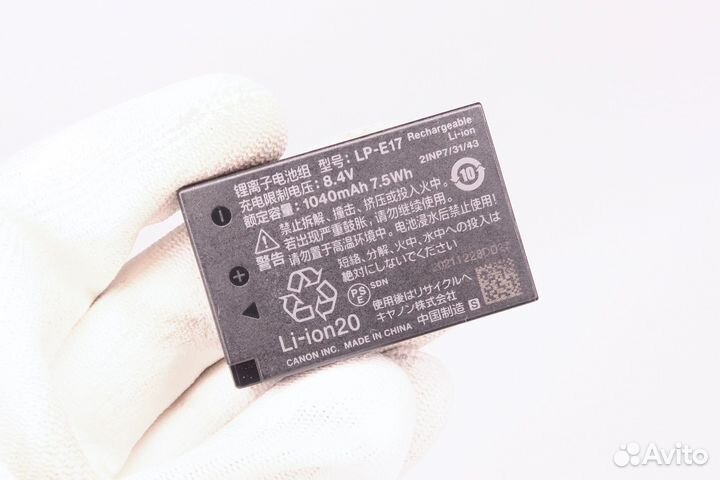 锂离子电池组 型号: LP-E17 Rechargeable Li-ion
充电限制电压: 8.4V 2INP7/31/43
额定容量: 1040mAh 7.5Wh
10
警告 禁止拆解、撞击、挤压或投入火中。
若出现严重鼓胀，请勿继续使用。
请勿置于高温环境中。电池浸水后禁止使用！
短絡、分解、火中、水中への投入は
絶対にしないでください
PS E SDN
使用後はリサイクルへ
キヤノン株式会社
中国制造 S
Li-ion20
CANON INC. MADE IN CHINA
Avito